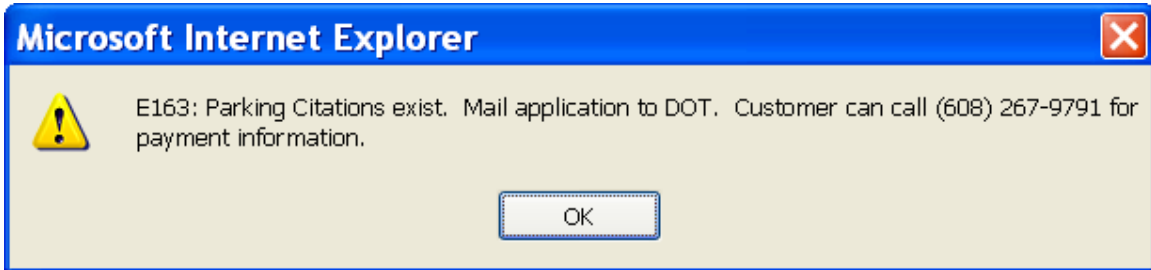 Microsoft Internet Explorer
E163: Parking Citations exist.  Mail application to DOT.  Customer can call (608) 267-9791 for
payment information.
OK